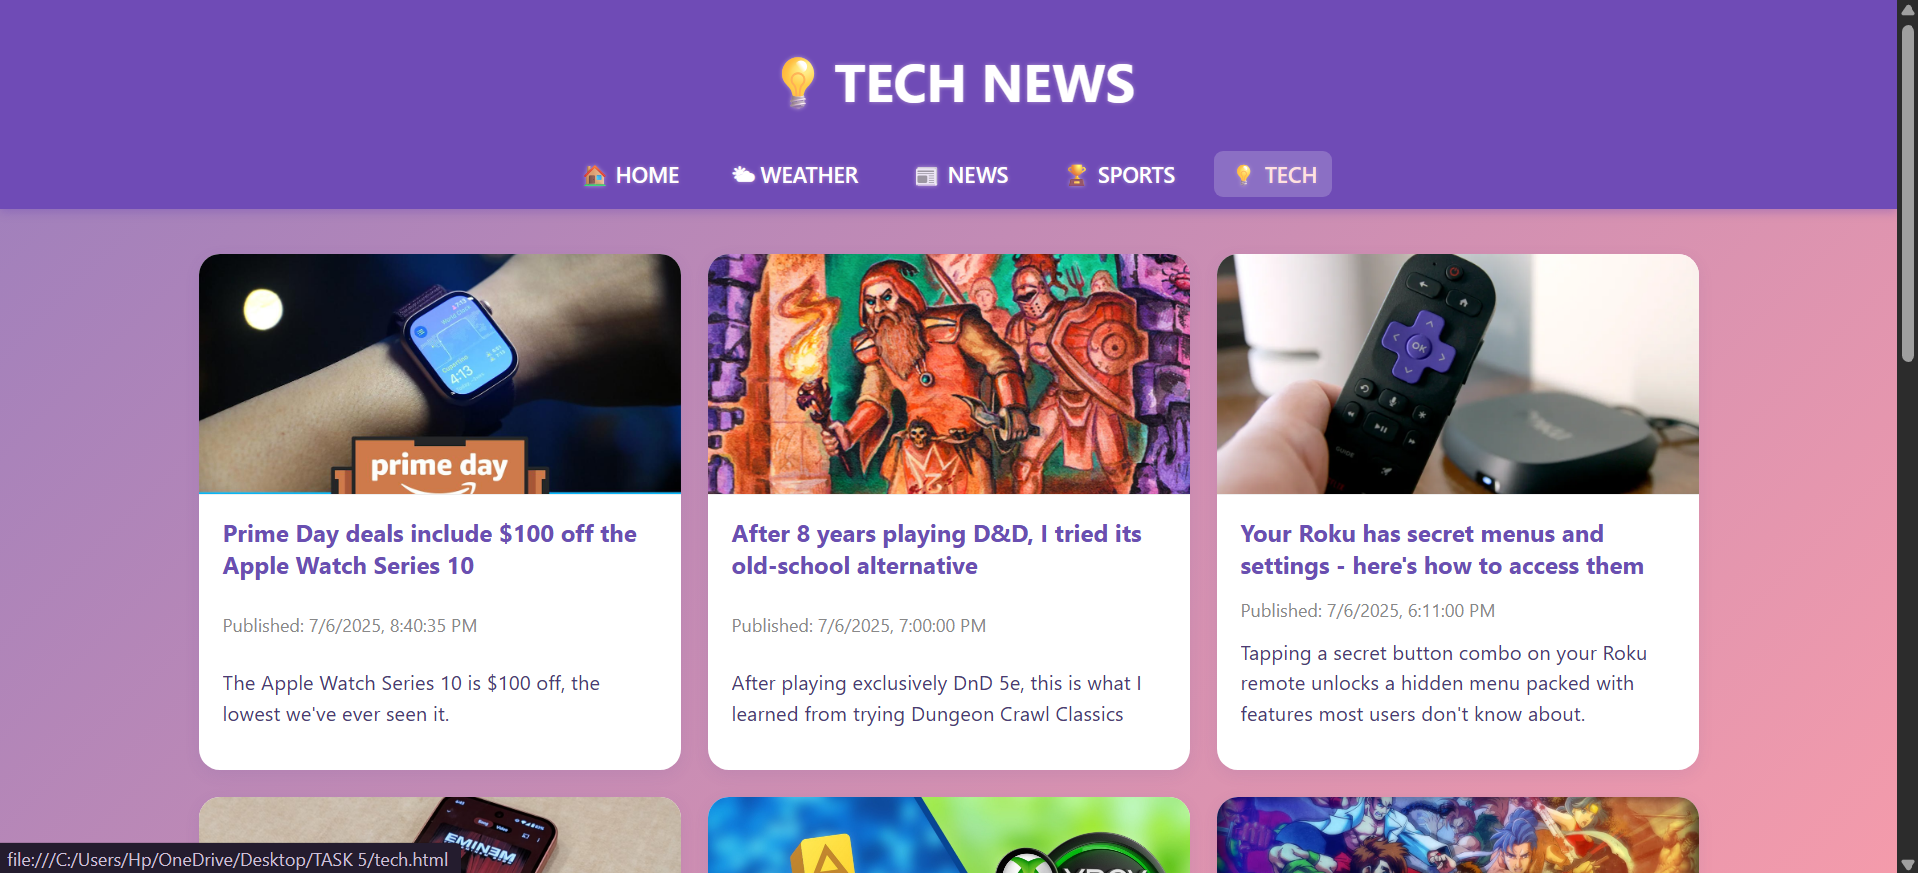 💡 TECH NEWS
🏠 HOME 🌥 WEATHER 📰 NEWS 🏆 SPORTS 💡 TECH
4:13
prime day
OK
GUIDE
Prime Day deals include $100 off the
Apple Watch Series 10
Published: 7/6/2025, 8:40:35 PM
The Apple Watch Series 10 is $100 off, the
lowest we've ever seen it.
After 8 years playing D&D, I tried its
old-school alternative
Published: 7/6/2025, 7:00:00 PM
After playing exclusively DnD 5e, this is what I
learned from trying Dungeon Crawl Classics
Your Roku has secret menus and
settings - here's how to access them
Published: 7/6/2025, 6:11:00 PM
Tapping a secret button combo on your Roku
remote unlocks a hidden menu packed with
features most users don't know about.
EMINEM
XBOX
file:///C:/Users/Hp/OneDrive/Desktop/TASK 5/tech.html